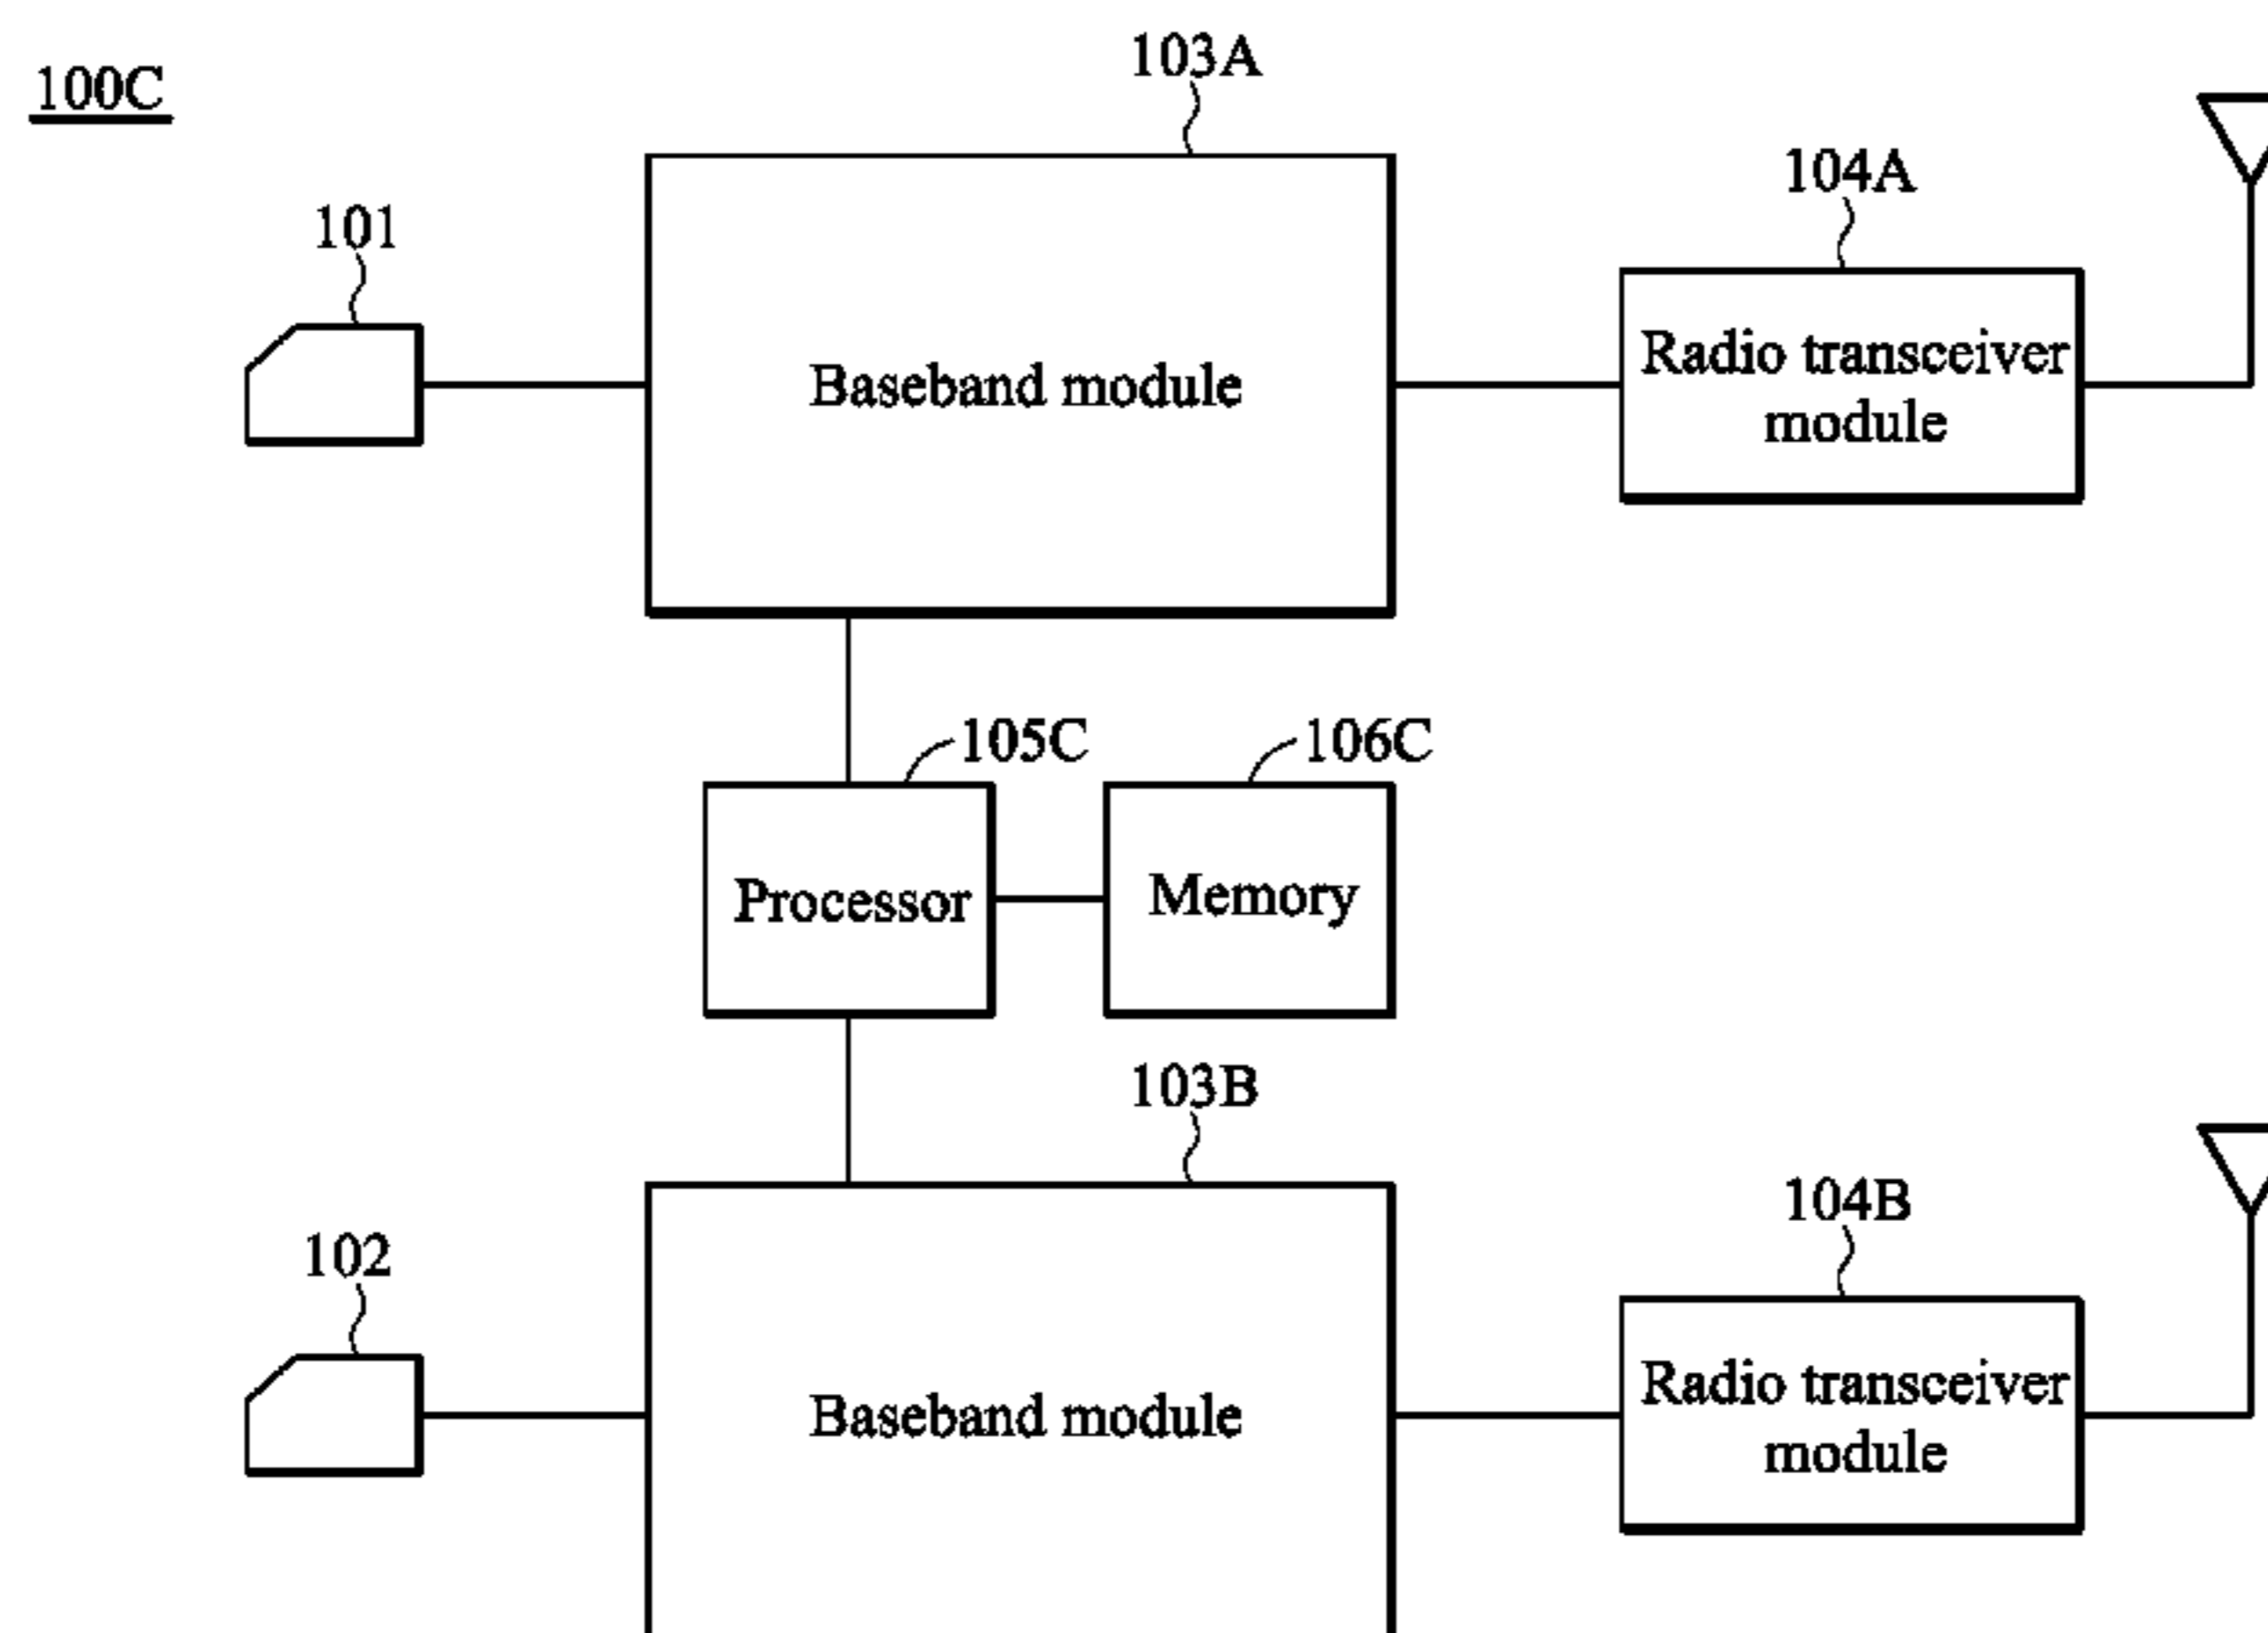 100C
103A
104A
101
Baseband module
Radio transceiver
module
105C
106C
Processor
Memory
103B
104B
102
Baseband module
Radio transceiver
module